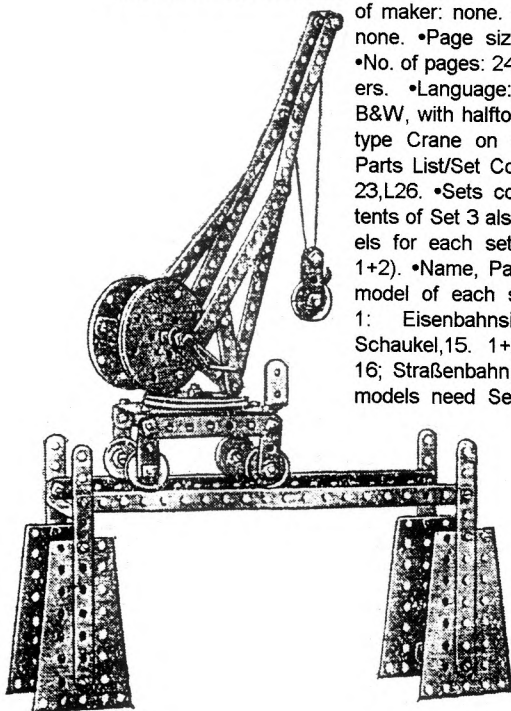 of maker: none.
none. •Page siz
•No. of pages: 24
ers. •Language:
B&W, with halfto
type Crane on
Parts List/Set Co
23,L26. •Sets co
tents of Set 3 als
els for each set
1+2). •Name, Pa
model of each s
1: Eisenbahnsi
Schaukel,15. 1+
16; Straßenbahn
models need Se